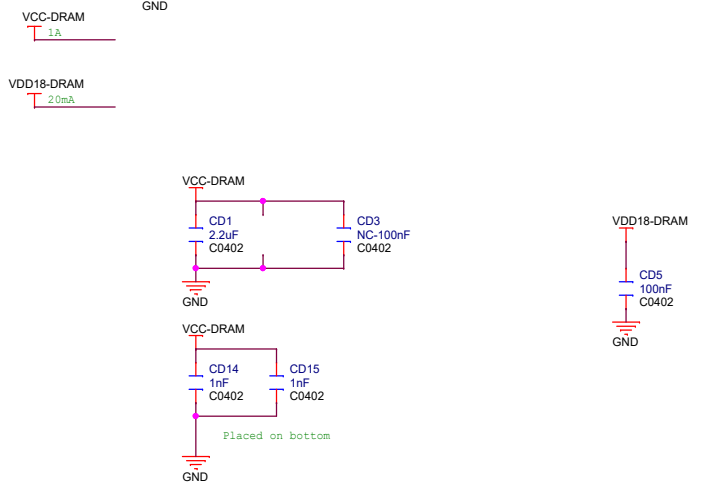 GND
VCC-DRAM
1A
VDD18-DRAM
20mA
VCC-DRAM
CD1
2.2uF
C0402
CD3
NC-100nF
C0402
GND
VDD18-DRAM
CD5
100nF
C0402
GND
VCC-DRAM
CD14
1nF
C0402
CD15
1nF
C0402
Placed on bottom
GND